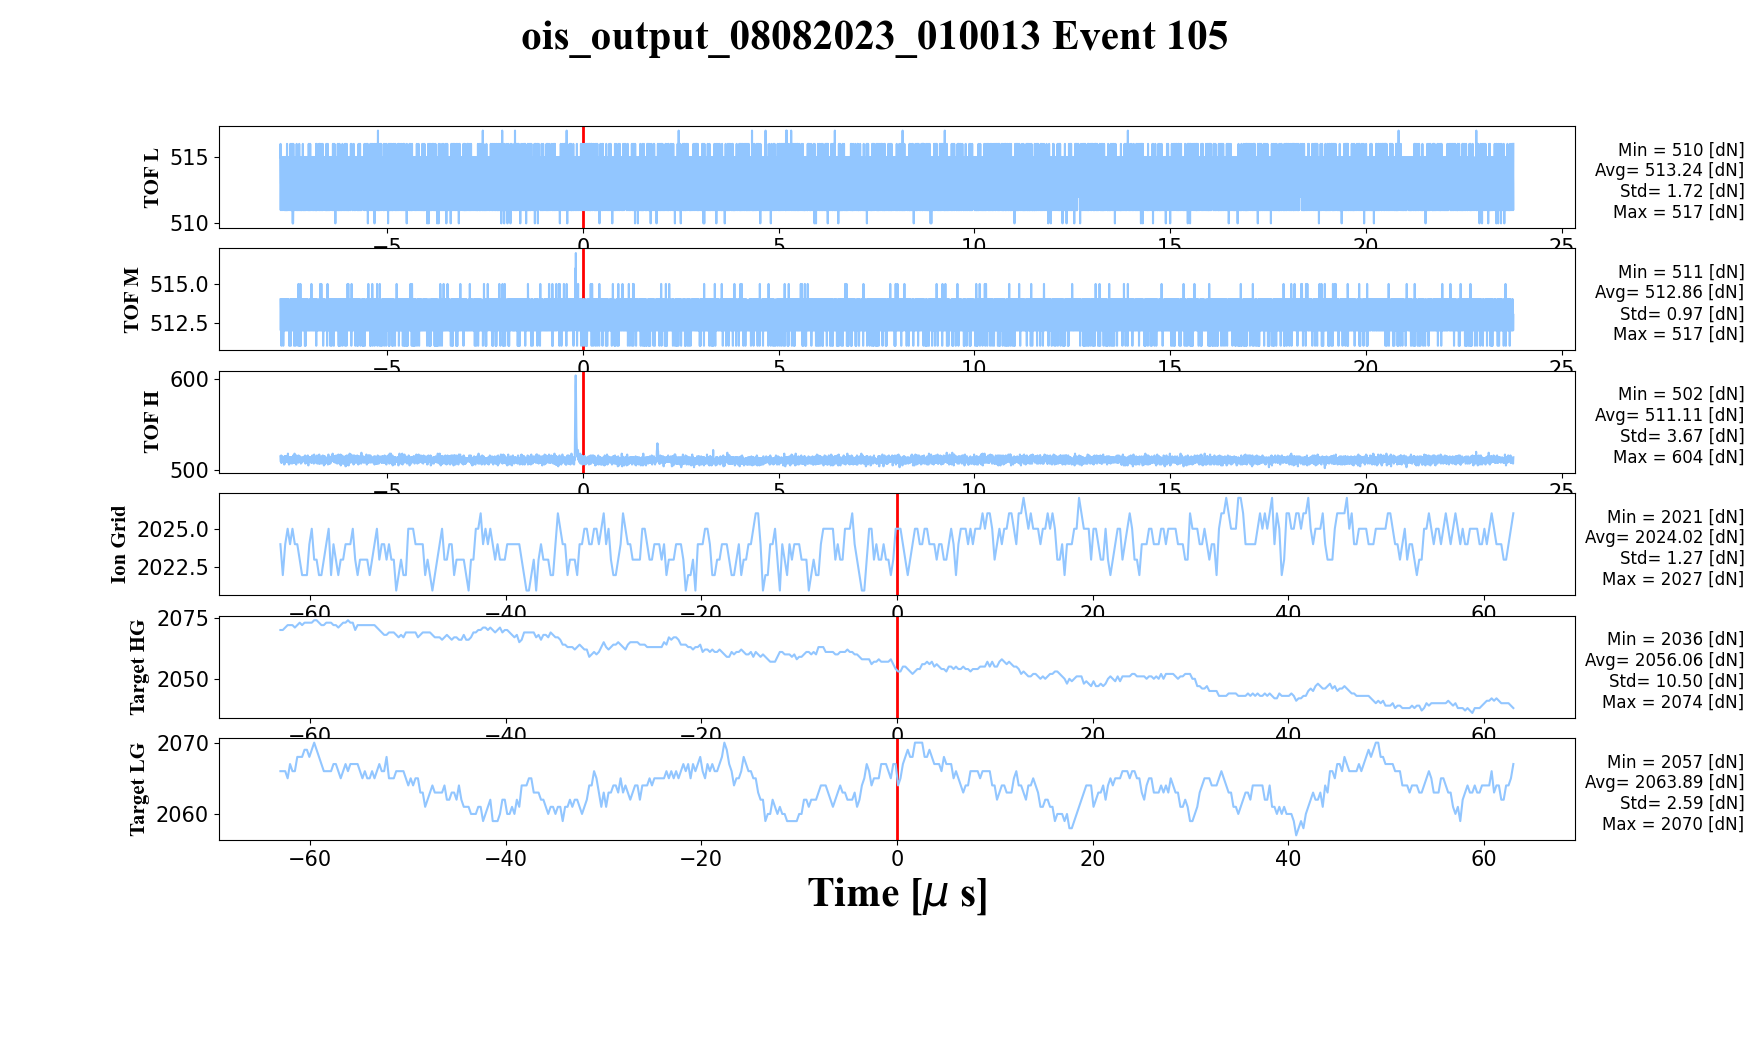 ois_output_08082023_010013 Event 105
TOF L
515
510
−5 0 5 10 15 20 25
Min = 510 [dN]
Avg= 513.24 [dN]
Std= 1.72 [dN]
Max = 517 [dN]
TOF M
515.0
512.5
−5 0 5 10 15 20 25
Min = 511 [dN]
Avg= 512.86 [dN]
Std= 0.97 [dN]
Max = 517 [dN]
TOF H
600
500
−5 0 5 10 15 20 25
Min = 502 [dN]
Avg= 511.11 [dN]
Std= 3.67 [dN]
Max = 604 [dN]
Ion Grid
2025.0
2022.5
−60 −40 −20 0 20 40 60
Min = 2021 [dN]
Avg= 2024.02 [dN]
Std= 1.27 [dN]
Max = 2027 [dN]
Target HG
2075
2050
−60 −40 −20 0 20 40 60
Min = 2036 [dN]
Avg= 2056.06 [dN]
Std= 10.50 [dN]
Max = 2074 [dN]
Target LG
2070
2060
−60 −40 −20 0 20 40 60
Min = 2057 [dN]
Avg= 2063.89 [dN]
Std= 2.59 [dN]
Max = 2070 [dN]
Time [μ s]